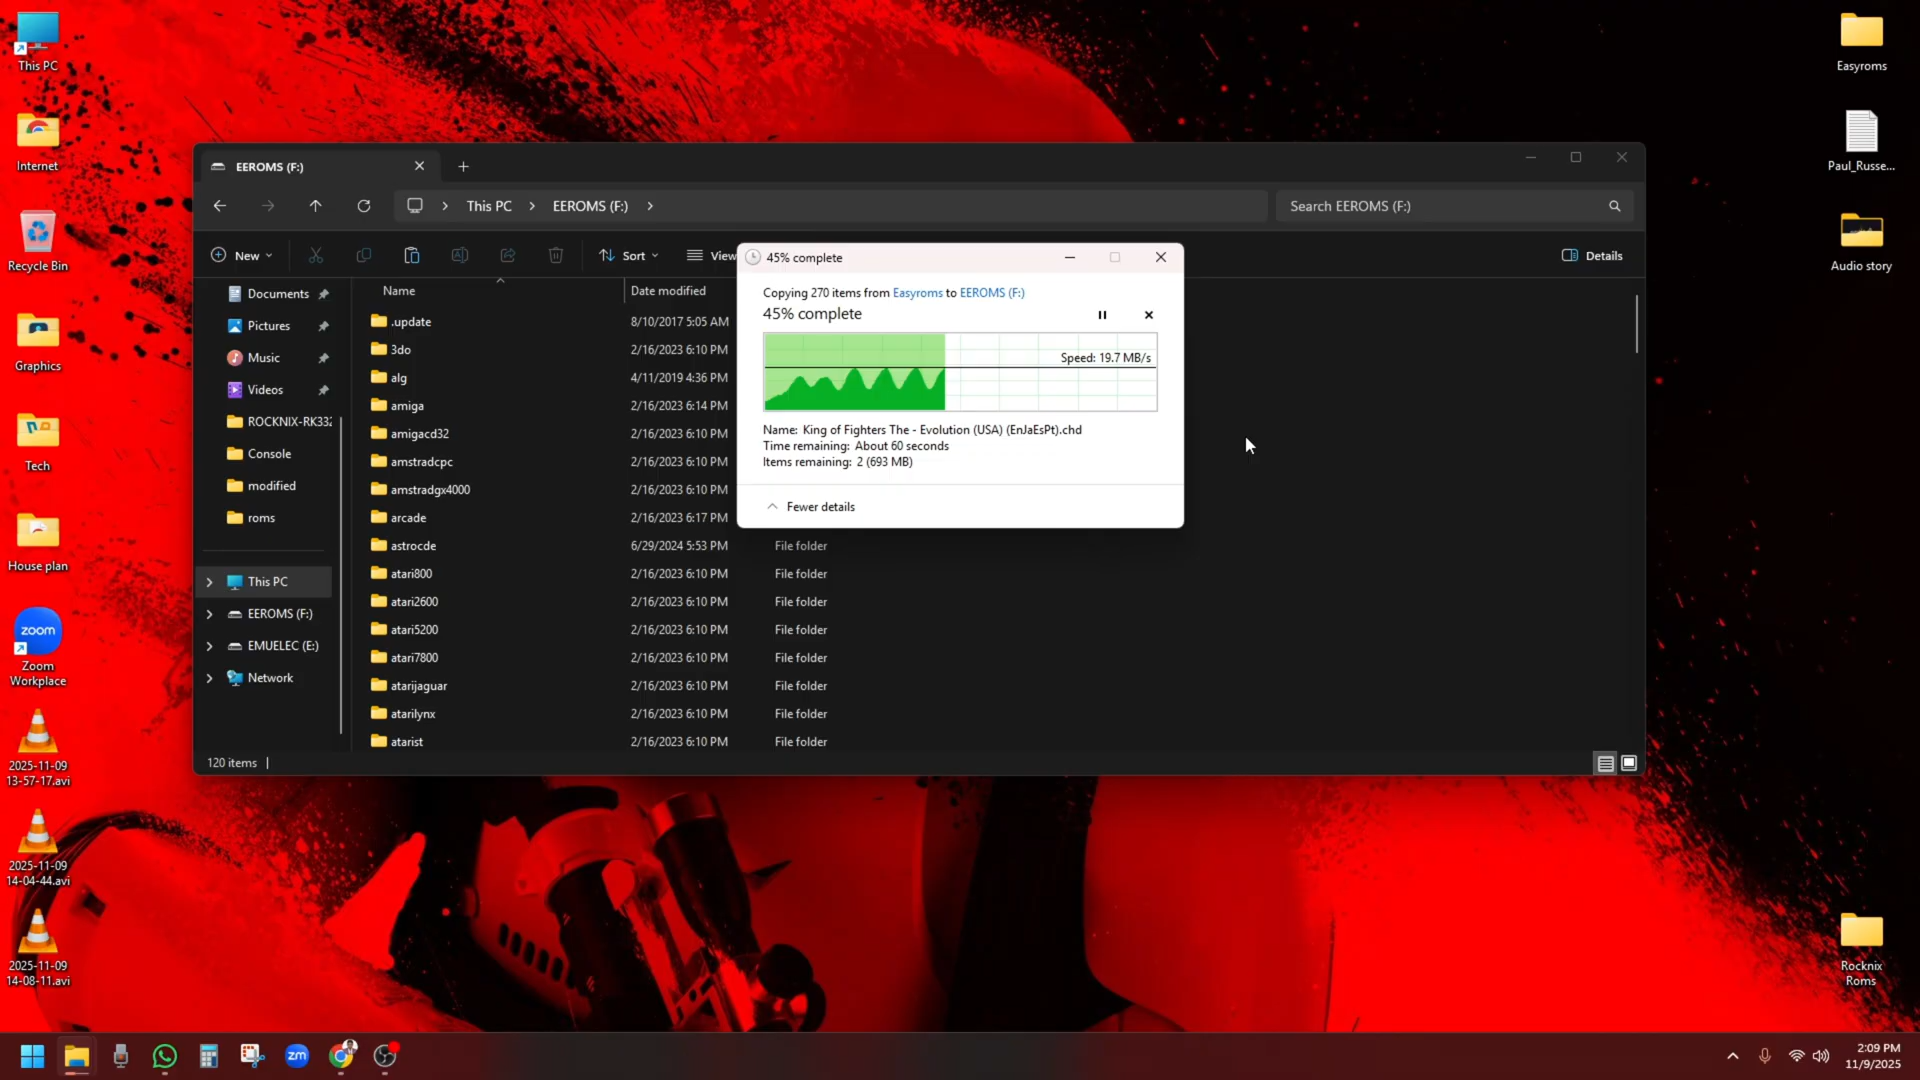 This PC
Internet
Recycle Bin
Graphics
Tech
House plan
zoom
Zoom
Workplace
2025-11-09
13-57-17.avi
2025-11-09
14-04-44.avi
2025-11-09
14-08-11.avi
Easyroms
Paul_Russe...
Audio story
Rocknix
Roms
EEROMS (F:)
This PC
EEROMS (F:)
Search EEROMS (F:)
New
Sort
View
Details
Documents
Pictures
Music
Videos
ROCKNIX-RK332
Console
modified
roms
This PC
EEROMS (F:)
EMUELEC (E:)
Network
Name
Date modified
.update
8/10/2017 5:05 AM
3do
2/16/2023 6:10 PM
alg
4/11/2019 4:36 PM
amiga
2/16/2023 6:14 PM
amigacd32
2/16/2023 6:10 PM
amstradcpc
2/16/2023 6:10 PM
amstradgx4000
2/16/2023 6:10 PM
arcade
2/16/2023 6:17 PM
astrocde
6/29/2024 5:53 PM
File folder
atari800
2/16/2023 6:10 PM
File folder
atari2600
2/16/2023 6:10 PM
File folder
atari5200
2/16/2023 6:10 PM
File folder
atari7800
2/16/2023 6:10 PM
File folder
atarijaguar
2/16/2023 6:10 PM
File folder
atarilynx
2/16/2023 6:10 PM
File folder
atarist
2/16/2023 6:10 PM
File folder
120 items
45% complete
Copying 270 items from Easyroms to EEROMS (F:)
45% complete
Speed: 19.7 MB/s
Name: King of Fighters The - Evolution (USA) (EnJaEsPt).chd
Time remaining: About 60 seconds
Items remaining: 2 (693 MB)
Fewer details
zm
2:09 PM
11/9/2025